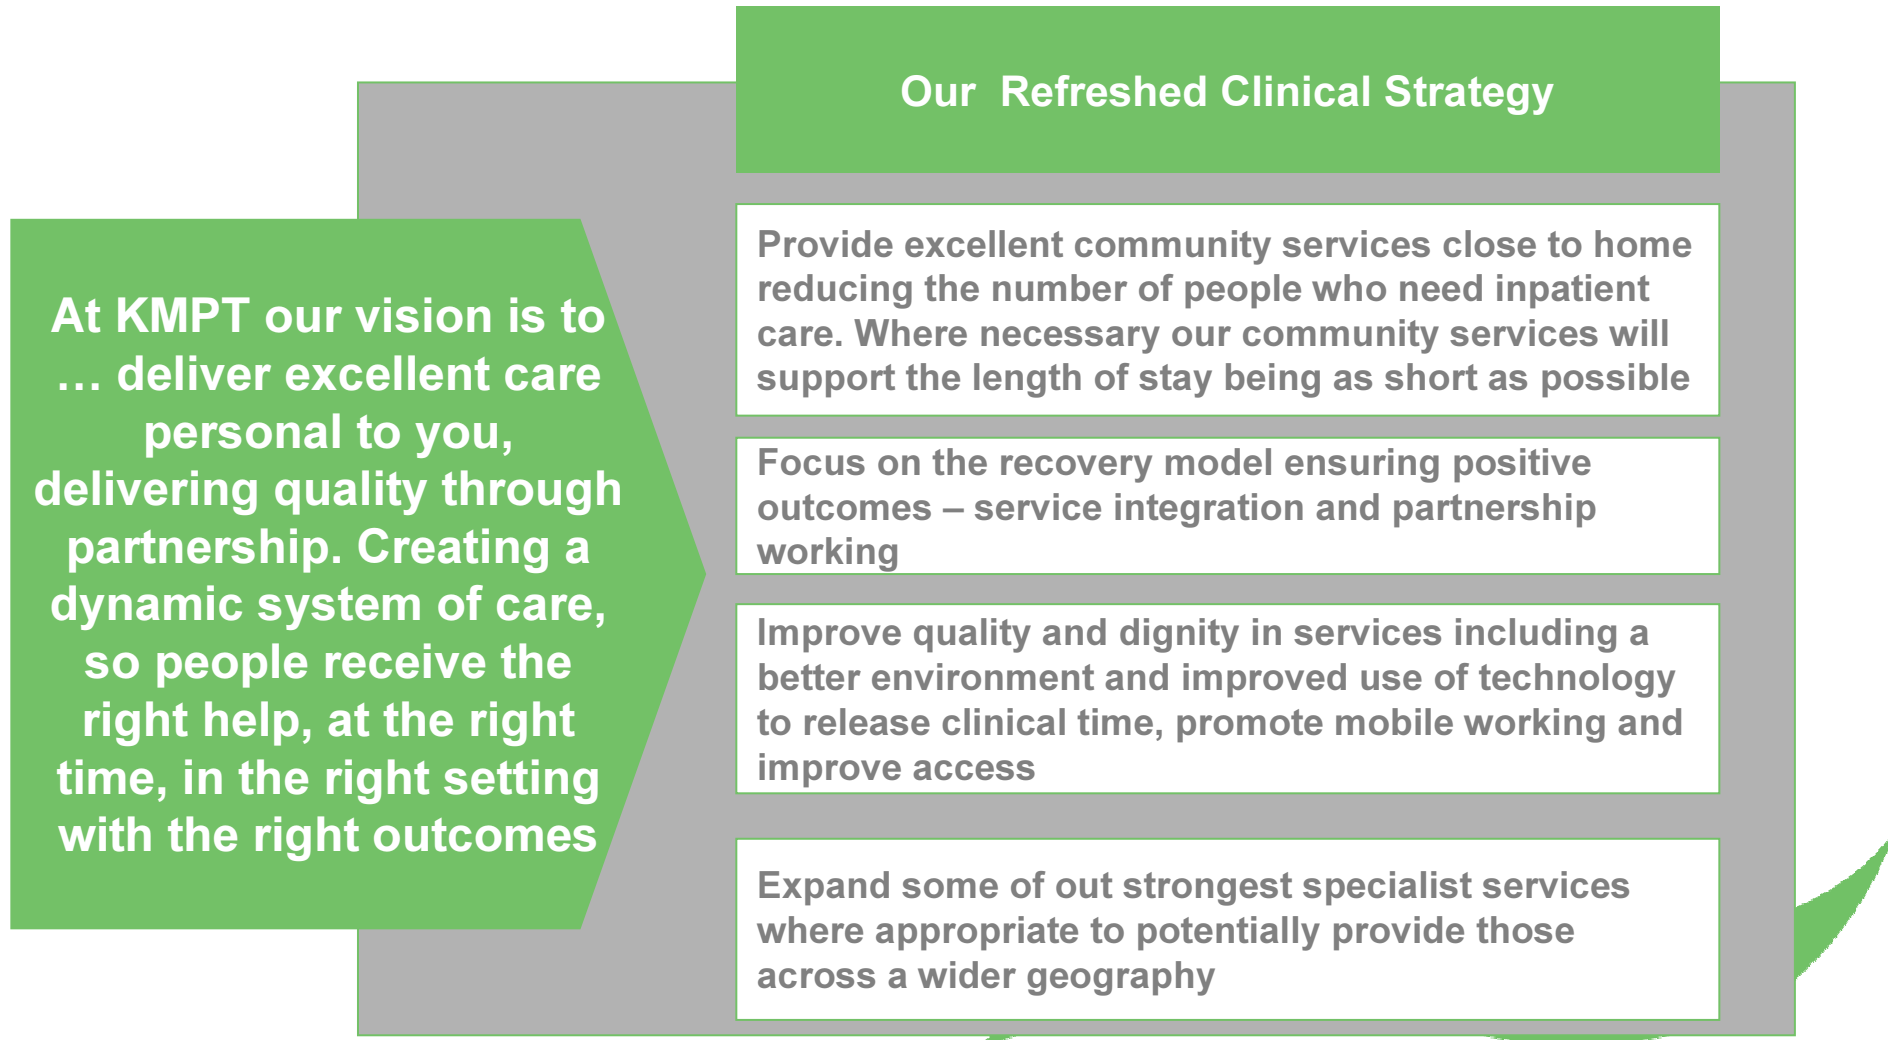 Our  Refreshed Clinical Strategy
At KMPT our vision is to
… deliver excellent care
personal to you,
delivering quality through
partnership. Creating a
dynamic system of care,
so people receive the
right help, at the right
time, in the right setting
with the right outcomes
Provide excellent community services close to home
reducing the number of people who need inpatient
care. Where necessary our community services will
support the length of stay being as short as possible
Focus on the recovery model ensuring positive
outcomes – service integration and partnership
working
Improve quality and dignity in services including a
better environment and improved use of technology
to release clinical time, promote mobile working and
improve access
Expand some of out strongest specialist services
where appropriate to potentially provide those
across a wider geography